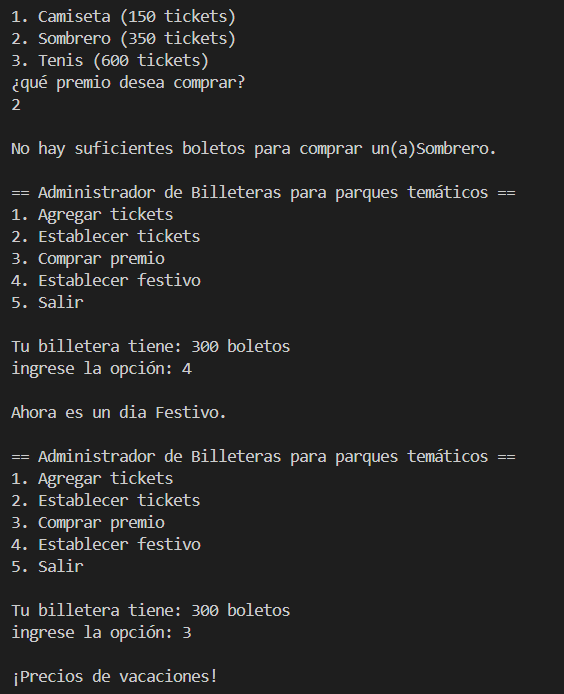 1. Camiseta (150 tickets)
2. Sombrero (350 tickets)
3. Tenis (600 tickets)
¿qué premio desea comprar?
2
No hay suficientes boletos para comprar un(a)Sombrero.
== Administrador de Billeteras para parques temáticos ==
1. Agregar tickets
2. Establecer tickets
3. Comprar premio
4. Establecer festivo
5. Salir
Tu billetera tiene: 300 boletos
ingrese la opción: 4
Ahora es un dia Festivo.
== Administrador de Billeteras para parques temáticos ==
1. Agregar tickets
2. Establecer tickets
3. Comprar premio
4. Establecer festivo
5. Salir
Tu billetera tiene: 300 boletos
ingrese la opción: 3
¡Precios de vacaciones!